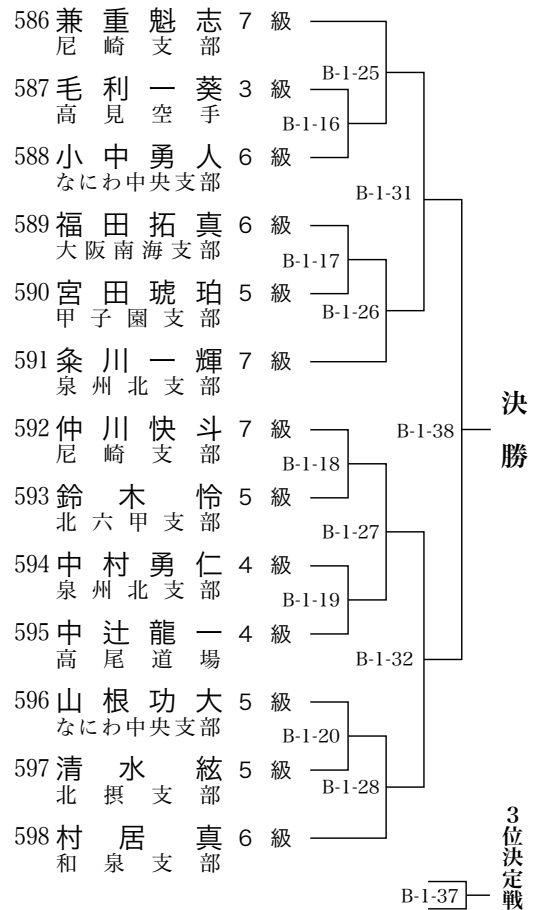 586 兼重魁志 7 級
尼崎支部
B-1-25
587 毛利一葵 3 級
高見空手
B-1-16
588 小中勇人 6 級
なにわ中央支部
B-1-31
589 福田拓真 6 級
大阪南海支部
B-1-17
590 宮田琥珀 5 級
甲子園支部
B-1-26
591 粂川一輝 7 級
泉州北支部
決勝
592 仲川快斗 7 級
B-1-38
尼崎支部
B-1-18
593 鈴木怜 5 級
北六甲支部
B-1-27
594 中村勇仁 4 級
泉州北支部
B-1-19
595 中辻龍一 4 級
高尾道場
B-1-32
596 山根功大 5 級
なにわ中央支部
B-1-20
597 清水絃 5 級
北摂支部
B-1-28
598 村居真 6 級
和泉支部
3位決定戦
B-1-37